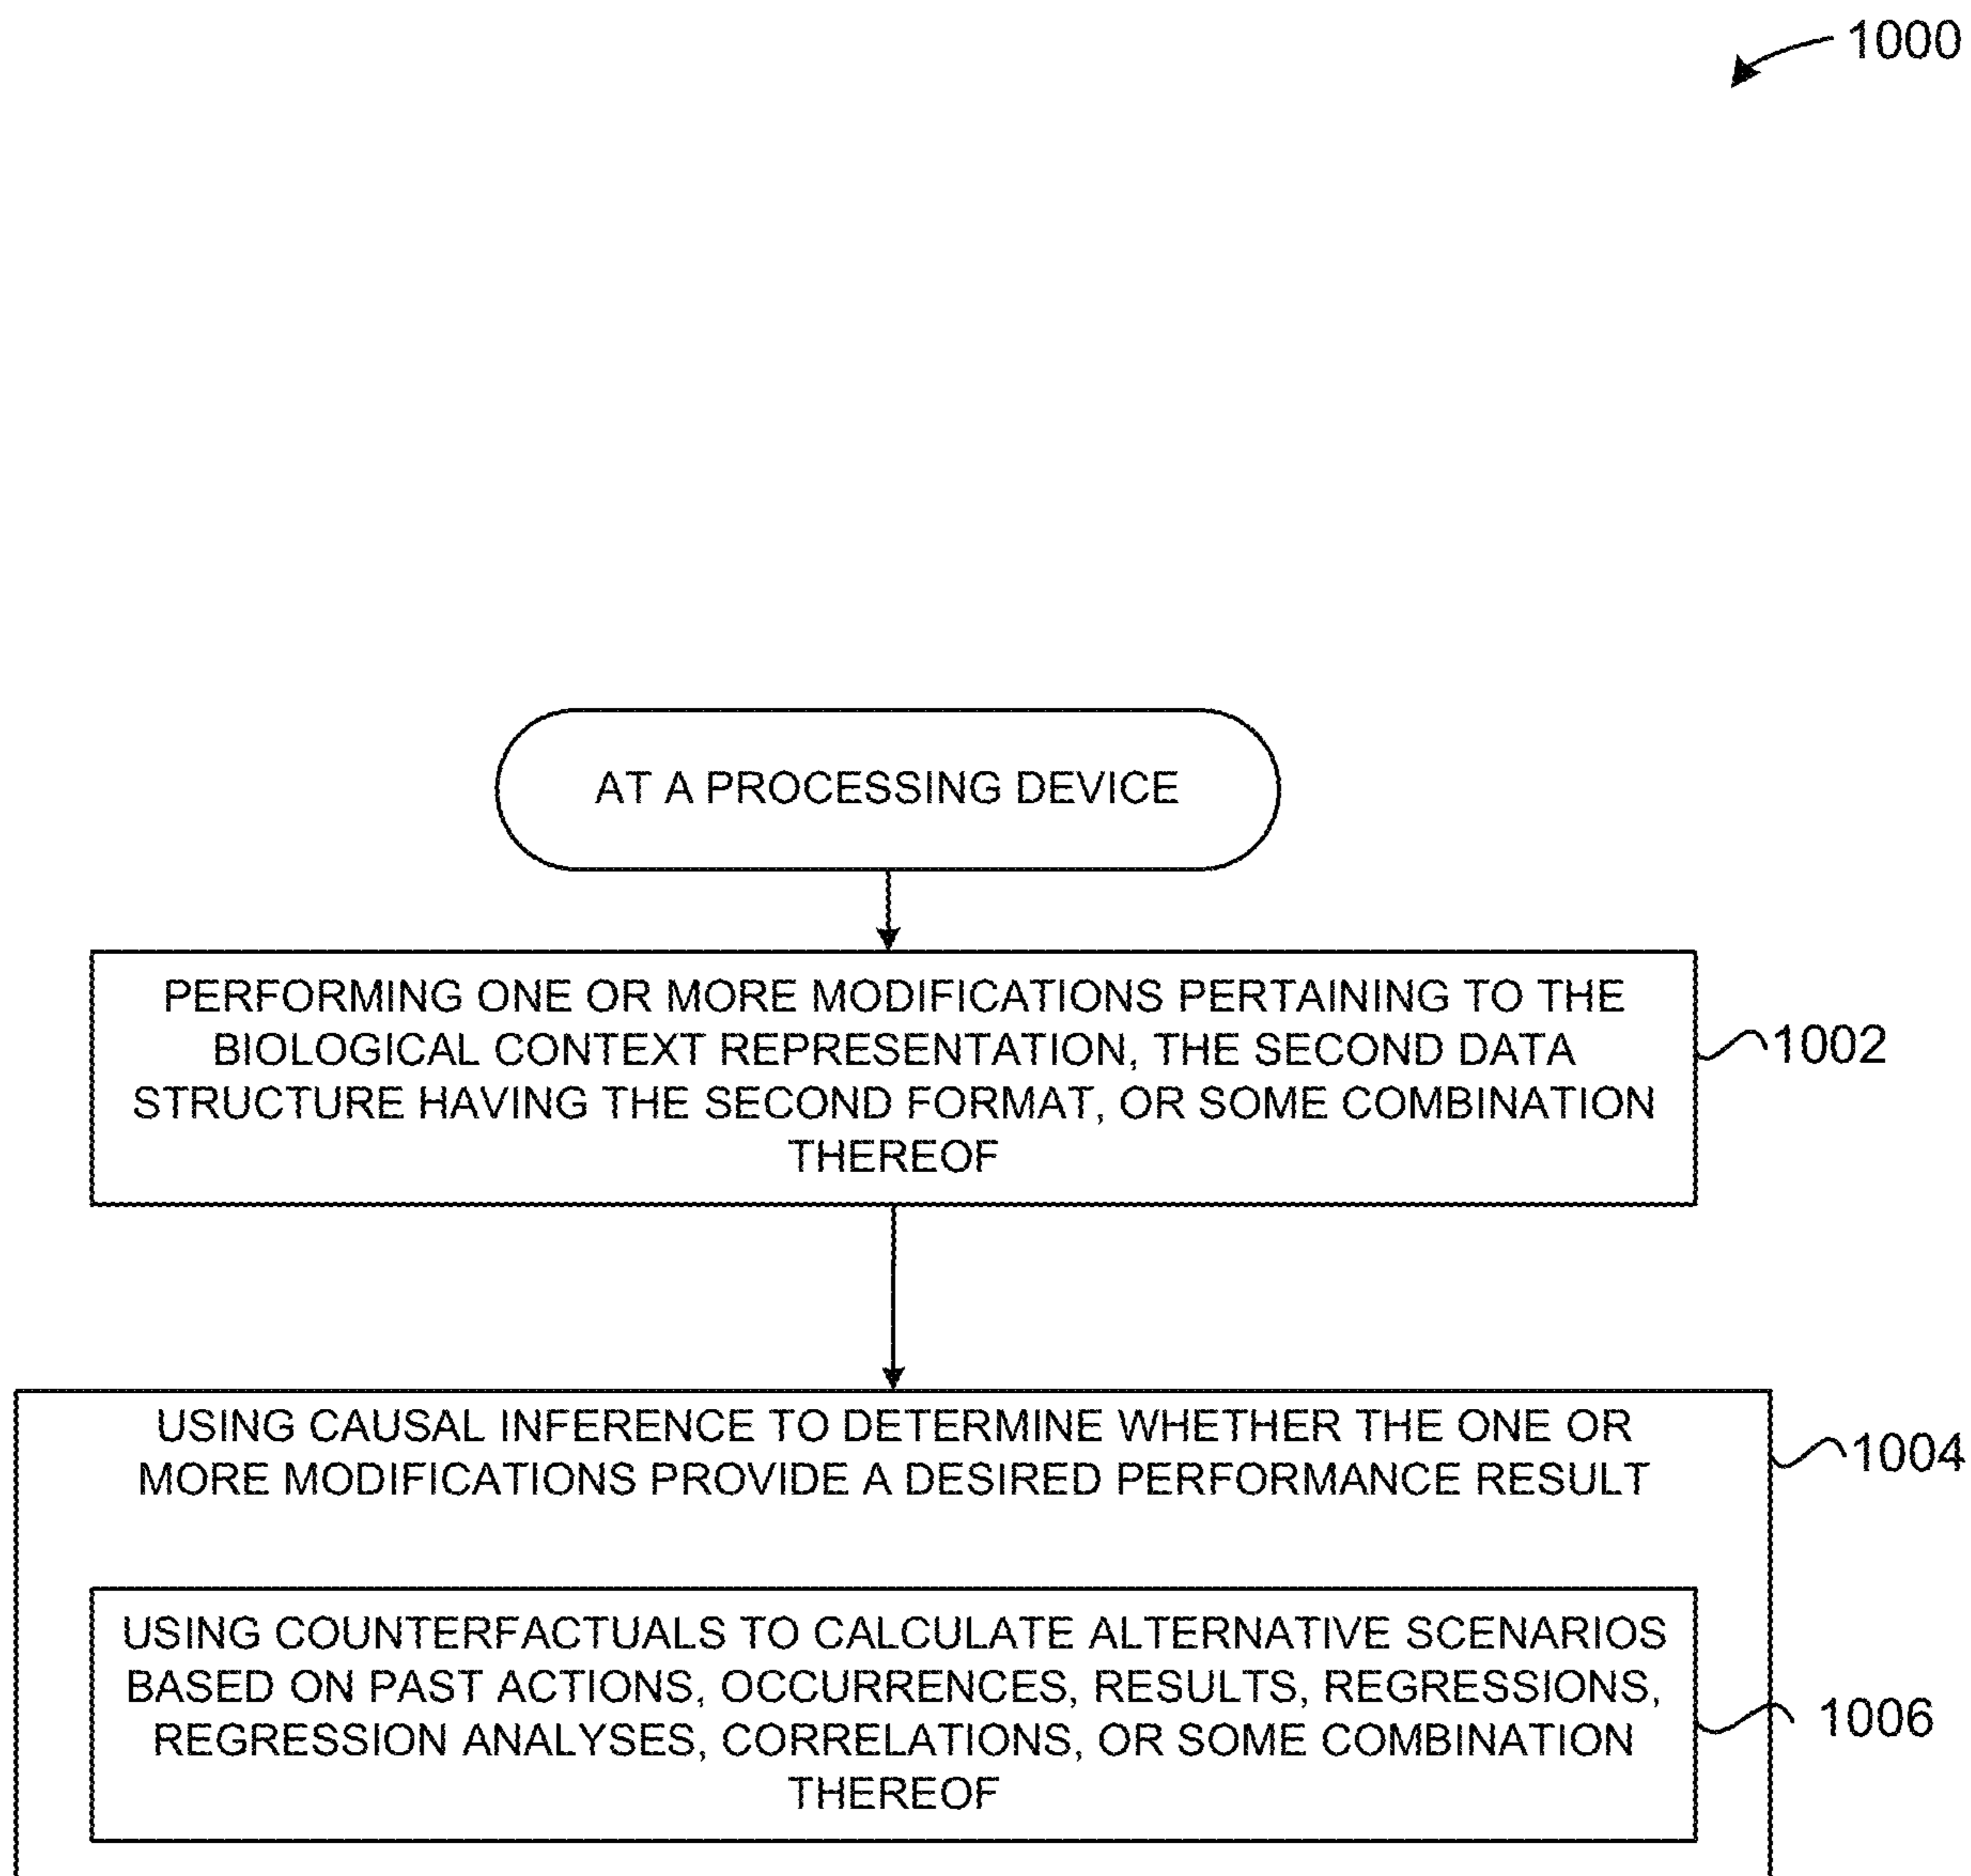 1000
AT A PROCESSING DEVICE
PERFORMING ONE OR MORE MODIFICATIONS PERTAINING TO THE
BIOLOGICAL CONTEXT REPRESENTATION, THE SECOND DATA
STRUCTURE HAVING THE SECOND FORMAT, OR SOME COMBINATION
THEREOF
1002
USING CAUSAL INFERENCE TO DETERMINE WHETHER THE ONE OR
MORE MODIFICATIONS PROVIDE A DESIRED PERFORMANCE RESULT
1004
USING COUNTERFACTUALS TO CALCULATE ALTERNATIVE SCENARIOS
BASED ON PAST ACTIONS, OCCURRENCES, RESULTS, REGRESSIONS,
REGRESSION ANALYSES, CORRELATIONS, OR SOME COMBINATION
THEREOF
1006